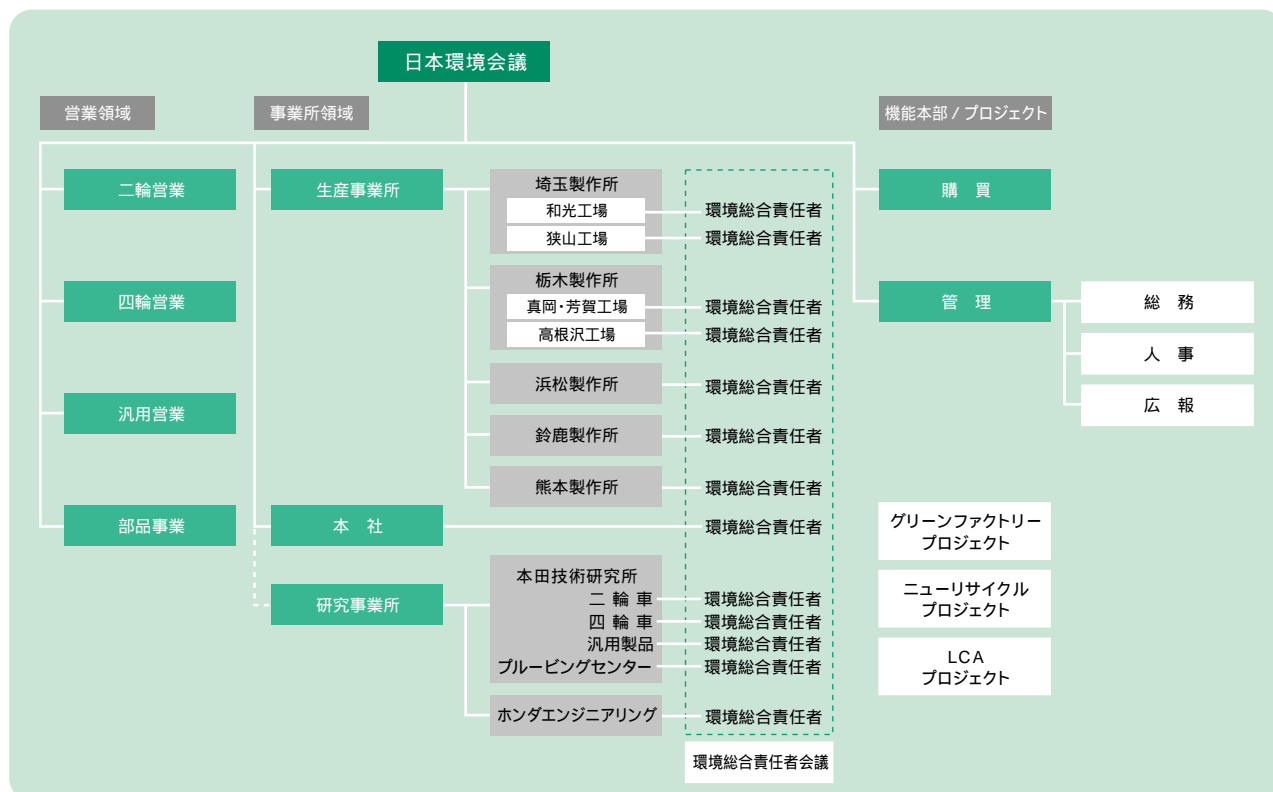 日本環境会議
営業領域
事業所領域
機能本部 / プロジェクト
二輪営業
四輪営業
汎用営業
部品事業
生産事業所
本 社
研究事業所
埼玉製作所
和光工場
狭山工場
栃木製作所
真岡・芳賀工場
高根沢工場
浜松製作所
鈴鹿製作所
熊本製作所
本田技術研究所
二 輪 車
四 輪 車
汎用製品
プルービングセンター
ホンダエンジニアリング
環境総合責任者
環境総合責任者
環境総合責任者
環境総合責任者
環境総合責任者
環境総合責任者
環境総合責任者
環境総合責任者
環境総合責任者
環境総合責任者
環境総合責任者
環境総合責任者
環境総合責任者
環境総合責任者会議
購 買
管 理
総 務
人 事
広 報
グリーンファクトリー
プロジェクト
ニューリサイクル
プロジェクト
LCA
プロジェクト